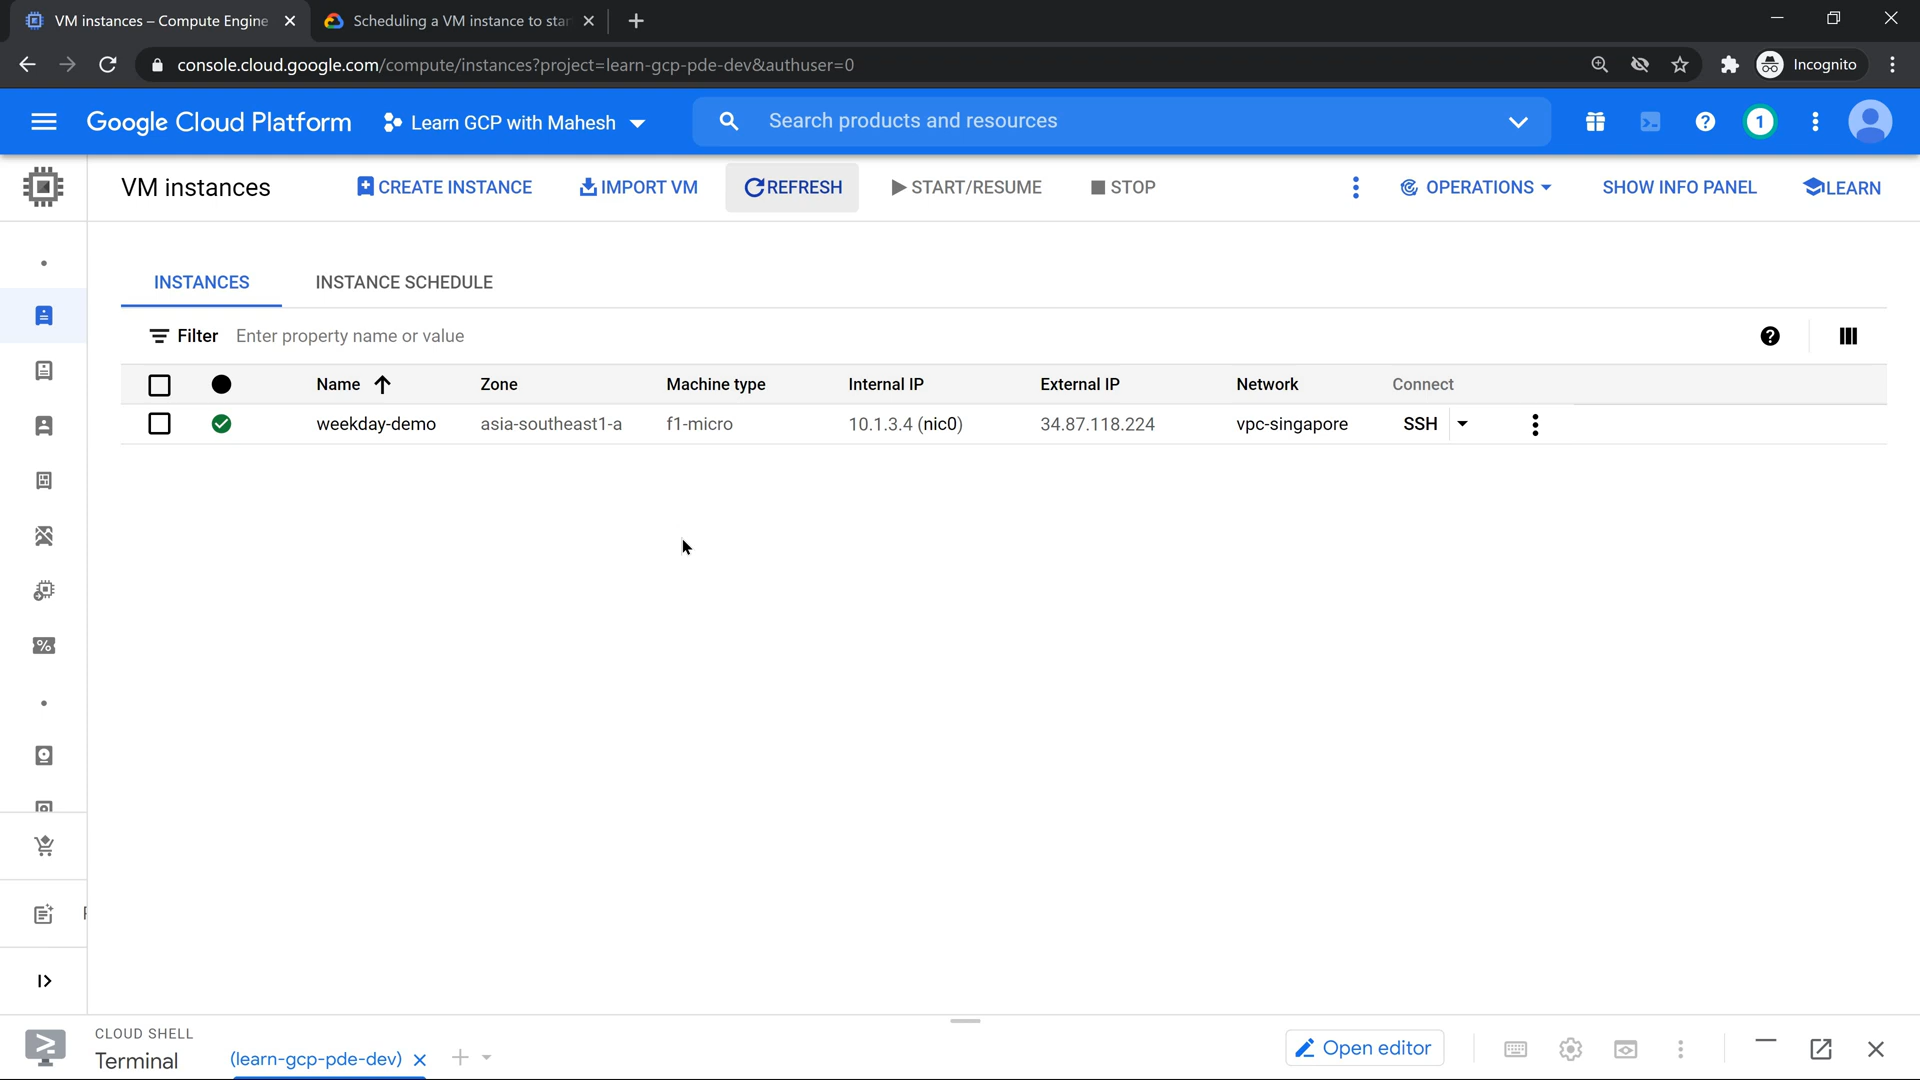 VM instances – Compute Engine
Scheduling a VM instance to star
console.cloud.google.com/compute/instances?project=learn-gcp-pde-dev&authuser=0
Incognito
Google Cloud Platform
Learn GCP with Mahesh
Search products and resources
1
VM instances
CREATE INSTANCE
IMPORT VM
REFRESH
START/RESUME
STOP
OPERATIONS
SHOW INFO PANEL
LEARN
INSTANCES
INSTANCE SCHEDULE
Filter
Enter property name or value
Name Zone Machine type Internal IP External IP Network Connect
weekday-demo asia-southeast1-a f1-micro 10.1.3.4 (nic0) 34.87.118.224 vpc-singapore SSH
CLOUD SHELL
Terminal
(learn-gcp-pde-dev)
Open editor